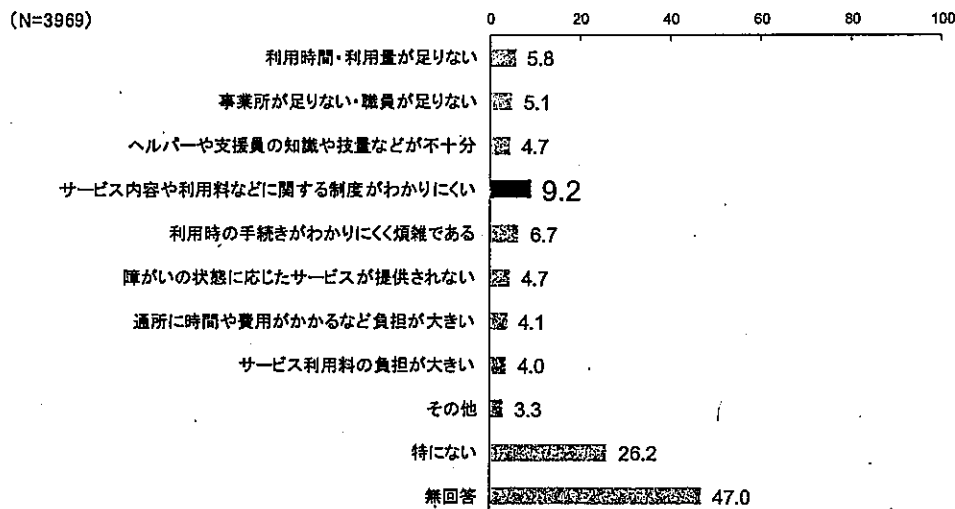 (N=3969)
0 20 40 60 80 100
利用時間・利用量が足りない 5.8
事業所が足りない・職員が足りない 5.1
ヘルパーや支援員の知識や技量などが不十分 4.7
サービス内容や利用料などに関する制度がわかりにくい 9.2
利用時の手続きがわかりにくく煩雑である 6.7
障がいの状態に応じたサービスが提供されない 4.7
通所に時間や費用がかかるなど負担が大きい 4.1
サービス利用料の負担が大きい 4.0
その他 3.3
特にない 26.2
無回答 47.0